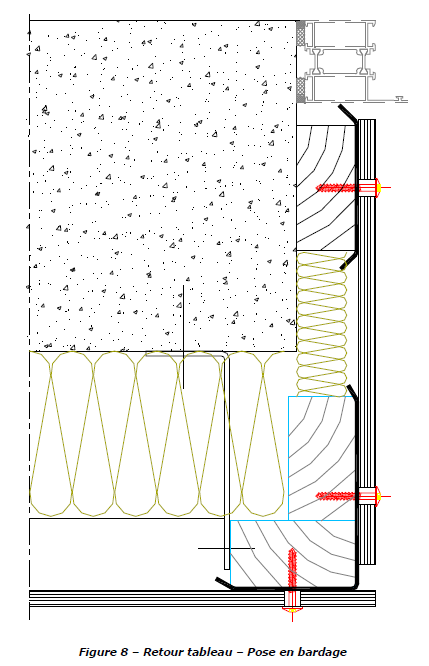 Figure 8 – Retour tableau – Pose en bardage